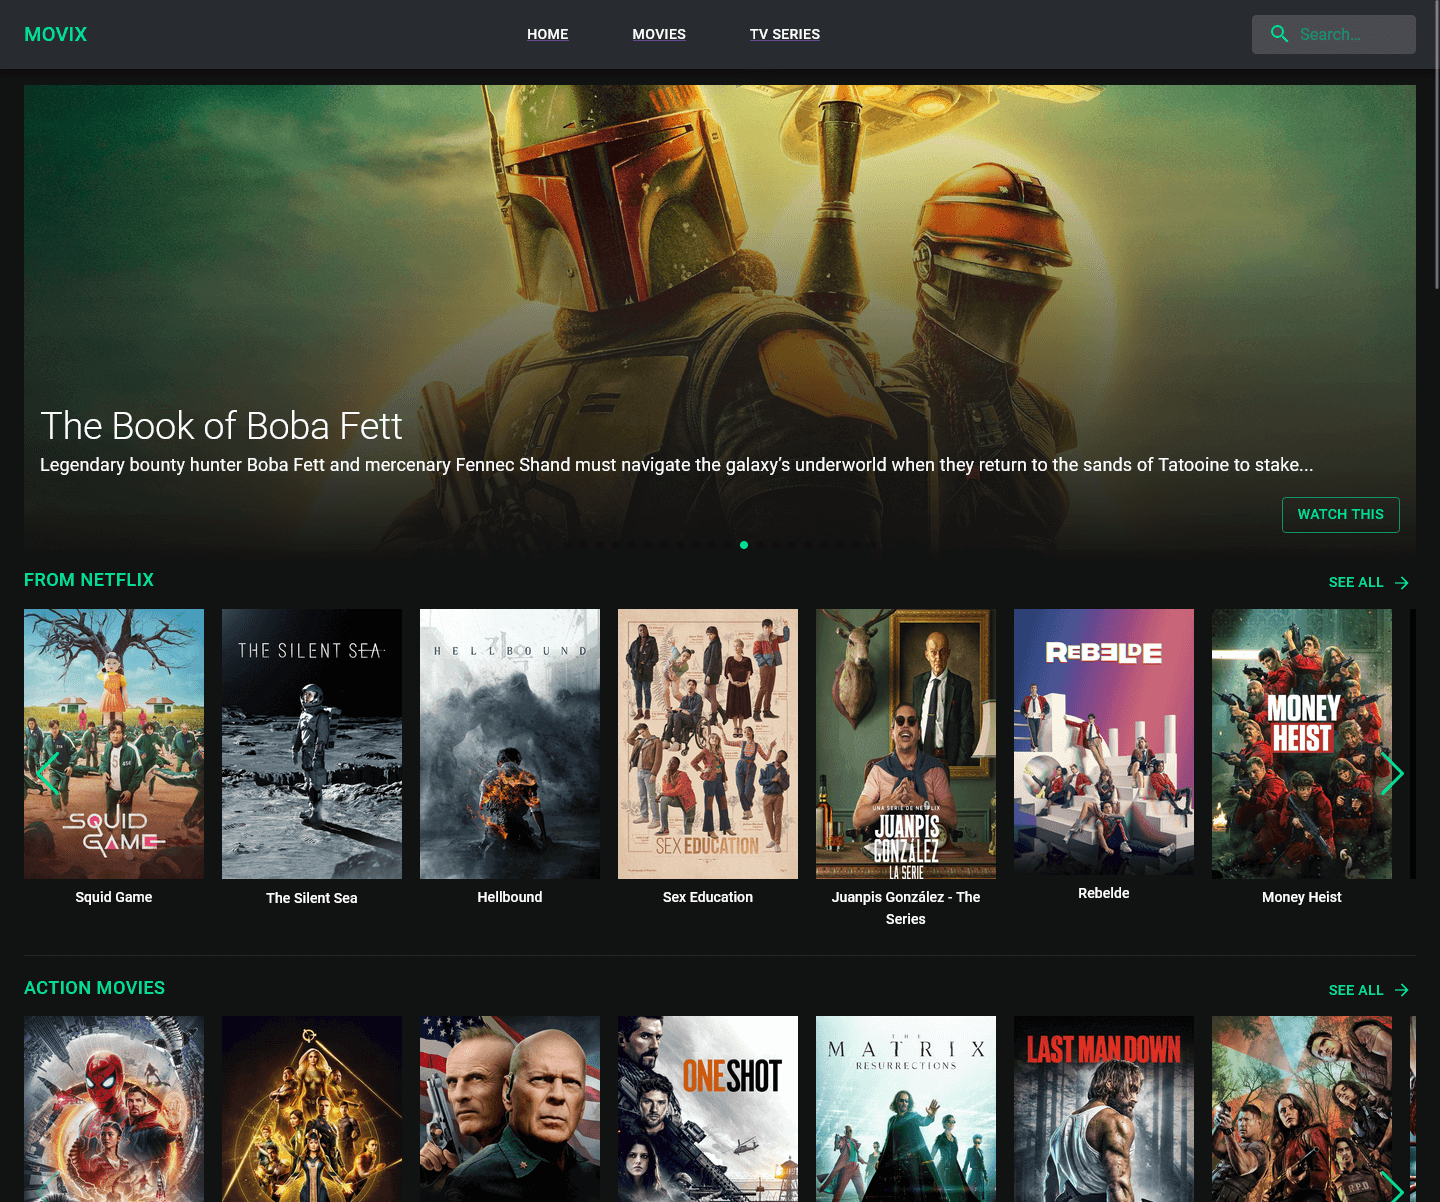 MOVIX
HOME
MOVIES
TV SERIES
Search…
The Book of Boba Fett
Legendary bounty hunter Boba Fett and mercenary Fennec Shand must navigate the galaxy’s underworld when they return to the sands of Tatooine to stake...
WATCH THIS
FROM NETFLIX
SEE ALL
SQUID
GAME
THE SILENT SEA
HELLBOUND
SEX EDUCATION
UNA SERIE DE NETFLIX
JUANPIS
GONZÁLEZ
LA SERIE
REBELDE
MONEY
HEIST
Squid Game
The Silent Sea
Hellbound
Sex Education
Juanpis González - The
Series
Rebelde
Money Heist
ACTION MOVIES
SEE ALL
ONE SHOT
THE
MATRIX
RESURRECTIONS
LAST MAN DOWN
R.P.D.